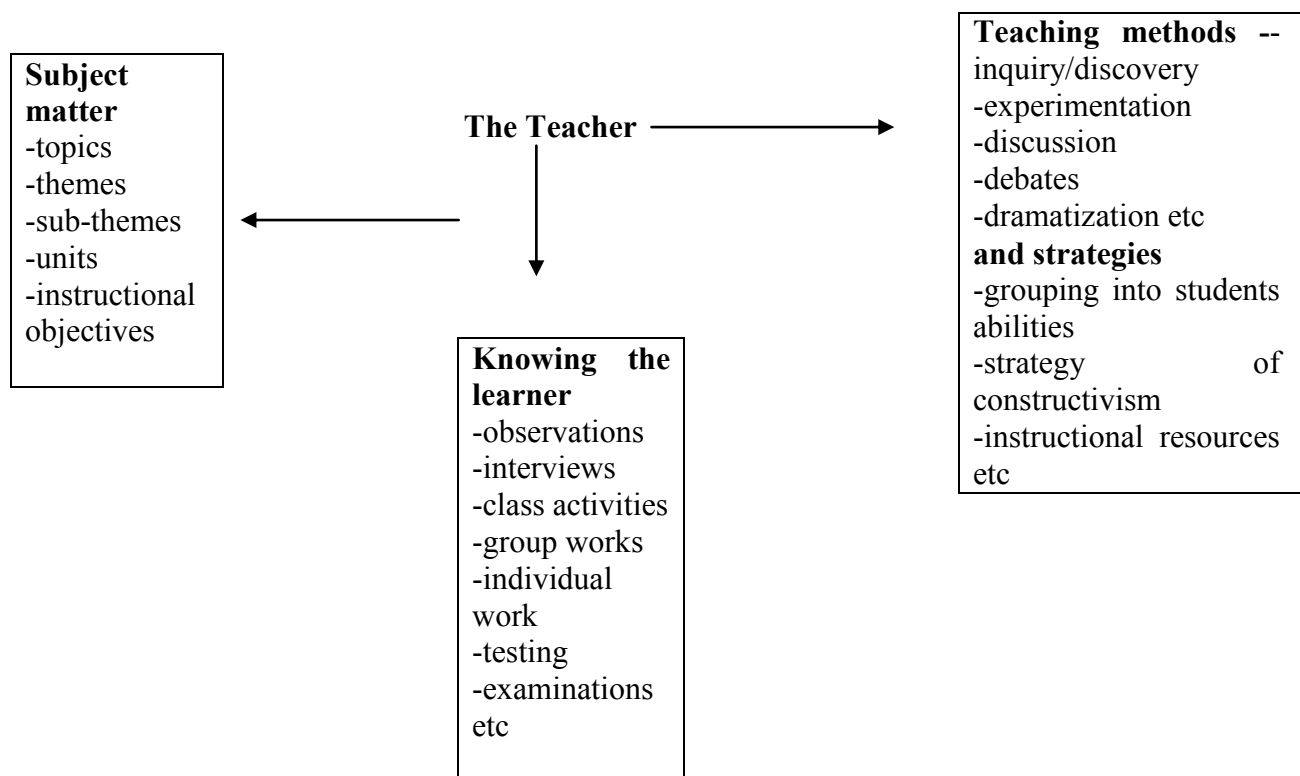 Subject
matter
-topics
-themes
-sub-themes
-units
-instructional
objectives
The Teacher
Knowing the
learner
-observations
-interviews
-class activities
-group works
-individual
work
-testing
-examinations
etc
Teaching methods --
inquiry/discovery
-experimentation
-discussion
-debates
-dramatization etc
and strategies
-grouping into students
abilities
-strategy of
constructivism
-instructional resources
etc